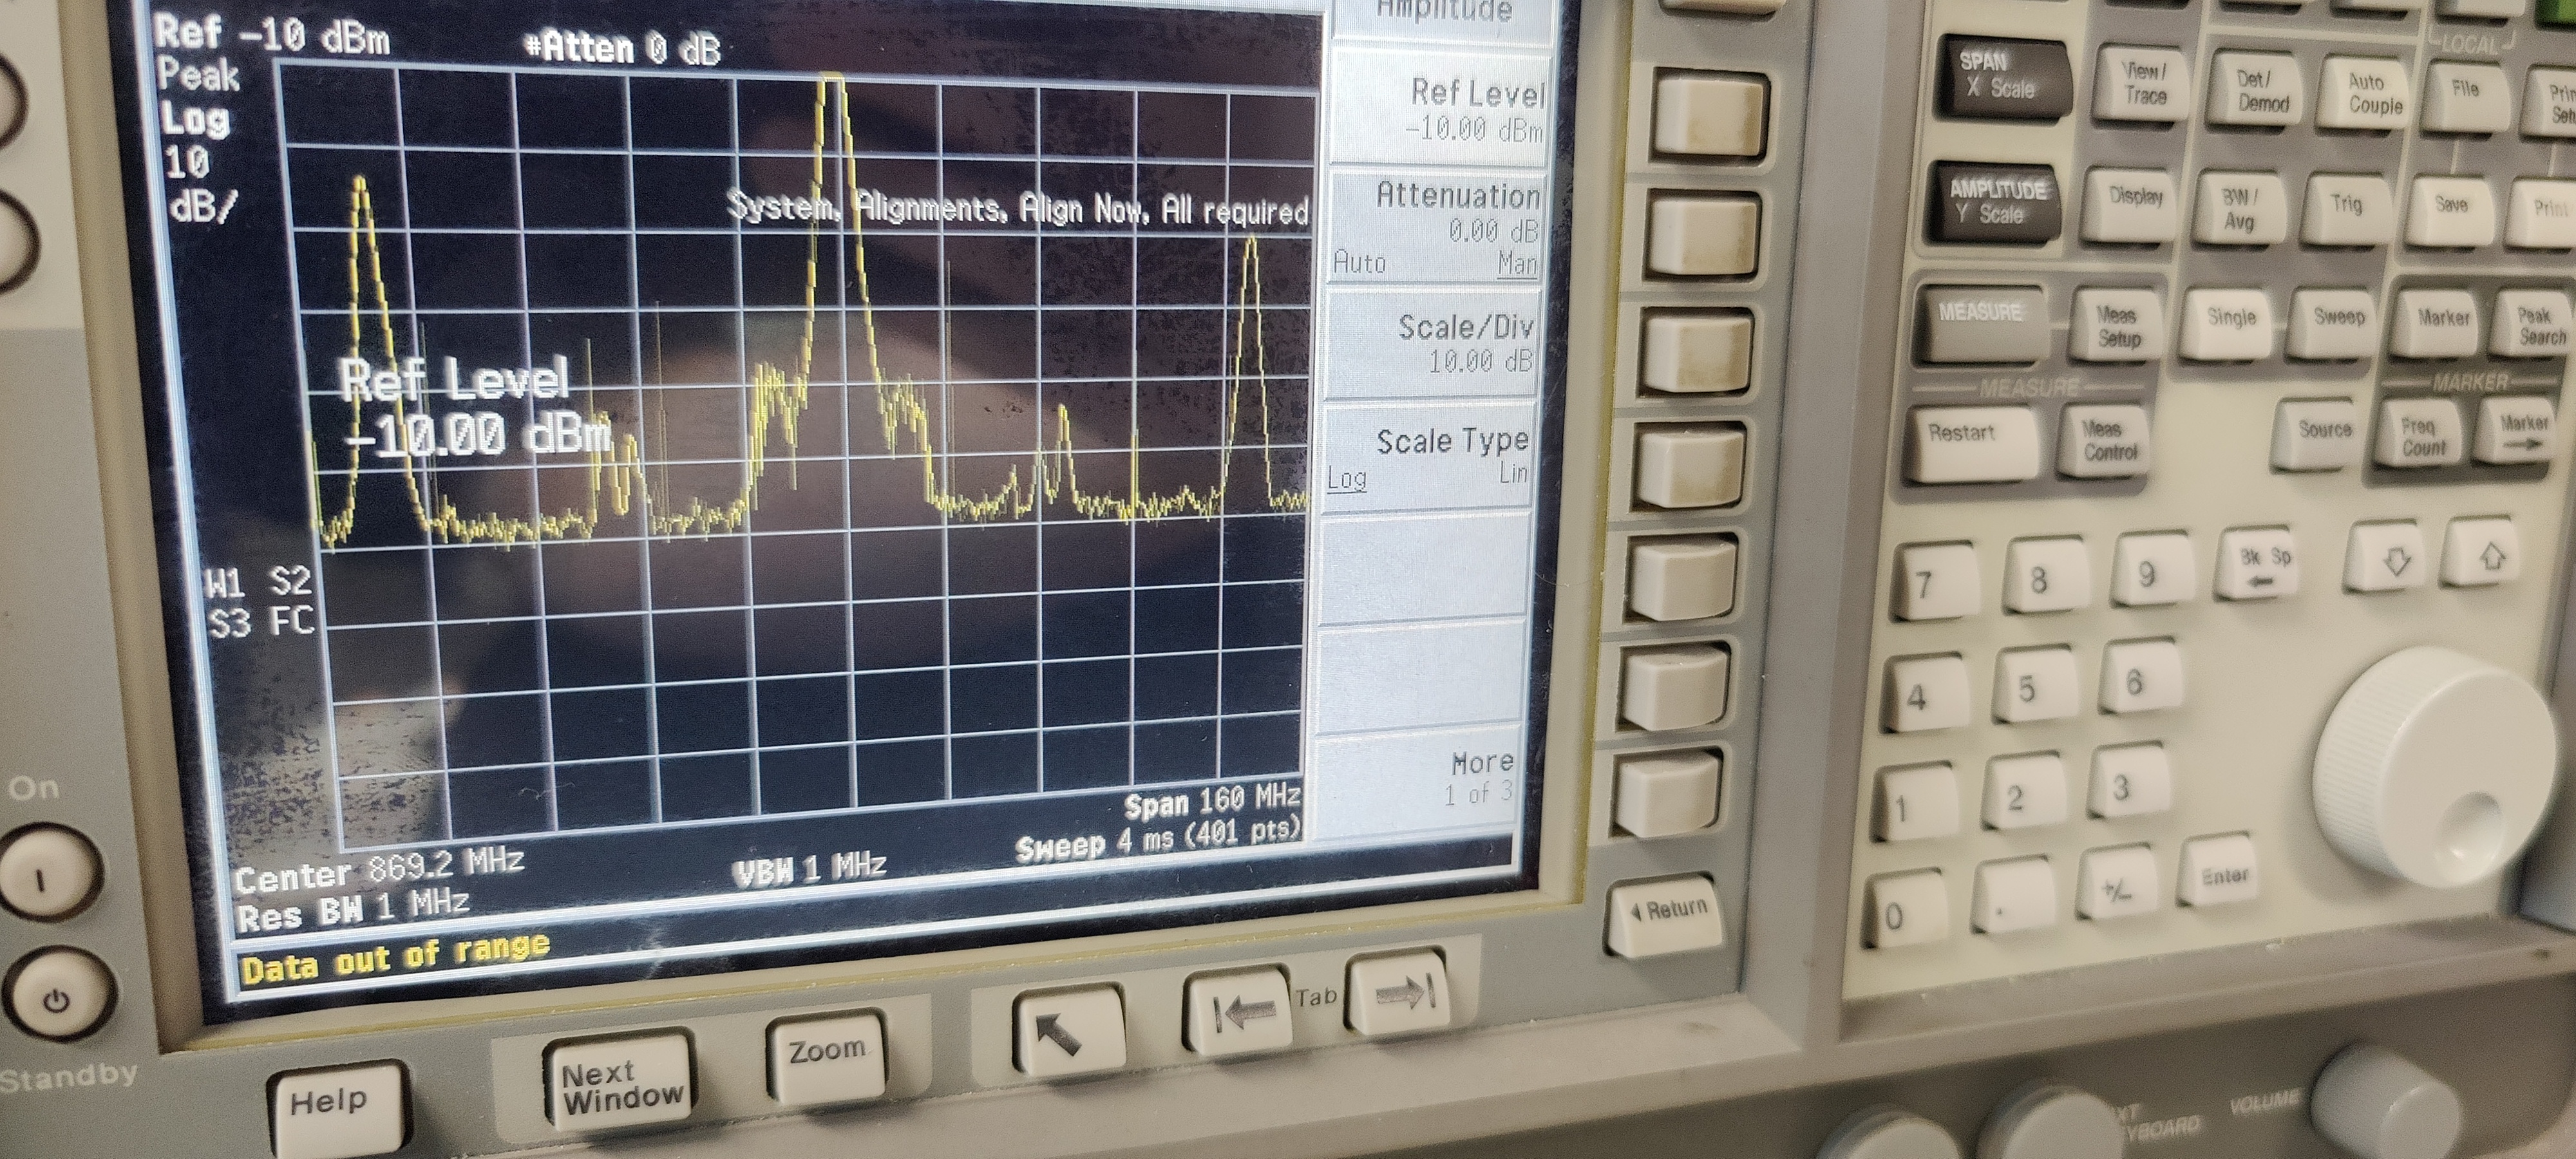 Ref -10 dBm
#Atten 0 dB
Peak
Log
10
dB/
System, Alignments, Align Now, All required
Ref Level
-10.00 dBm
W1 S2
S3 FC
Center 869.2 MHz
Res BW 1 MHz
VBW 1 MHz
Span 160 MHz
Sweep 4 ms (401 pts)
Data out of range
Amplitude
Ref Level
-10.00 dBm
Attenuation
0.00 dB
Auto Man
Scale/Div
10.00 dB
Scale Type
Log Lin
More
1 of 3
On
Standby
Help
Next
Window
Zoom
Tab
Return
LOCAL
SPAN
X Scale
View/
Trace
Det/
Demod
Auto
Couple
File
AMPLITUDE
Y Scale
Display
BW/
Avg
Trig
Save
Print
MEASURE
Meas
Setup
Single
Sweep
Marker
Peak
Search
MEASURE
MARKER
Restart
Meas
Control
Source
Freq
Count
Marker
7
8
9
Bk Sp
4
5
6
1
2
3
0
.
+/-
Enter
VOLUME